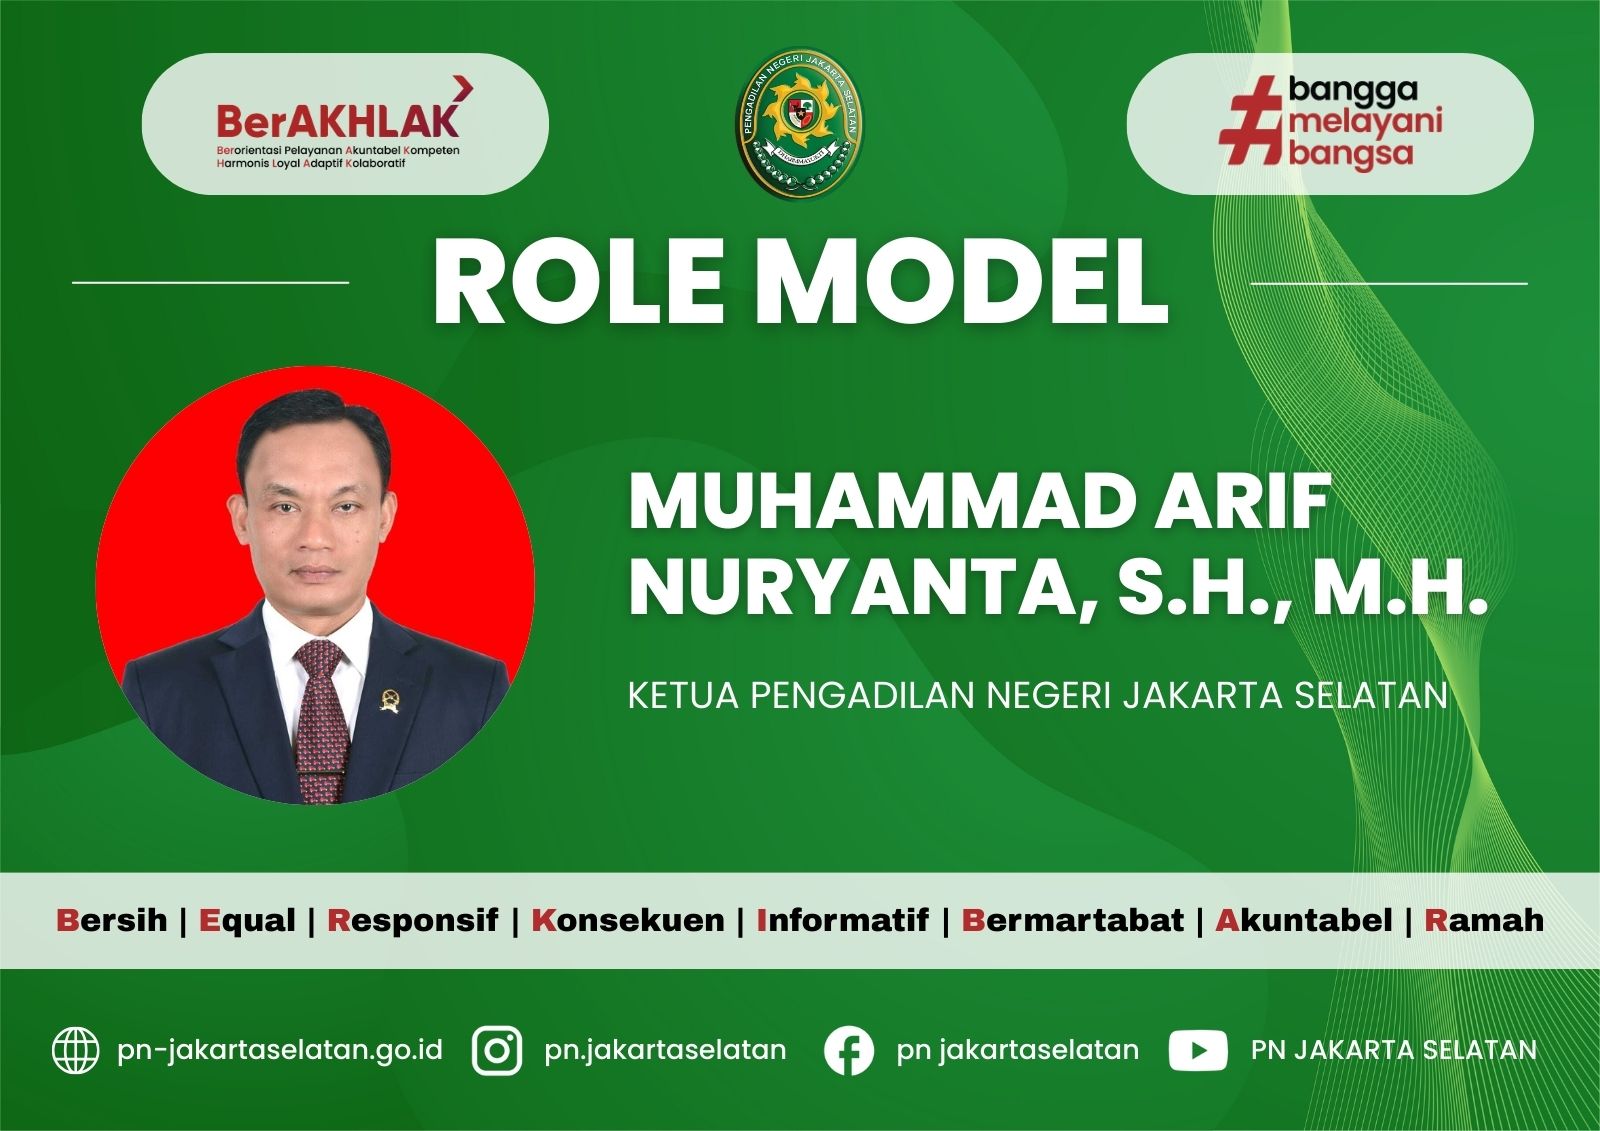 BerAKHLAK
Berorientasi Pelayanan Akuntabel Kompeten
Harmonis Loyal Adaptif Kolaboratif
PENGADILAN NEGERI JAKARTA SELATAN
DHARMMAYUKTI
#bangga
melayani
bangsa
ROLE MODEL
MUHAMMAD ARIF
NURYANTA, S.H., M.H.
KETUA PENGADILAN NEGERI JAKARTA SELATAN
Bersih | Equal | Responsif | Konsekuen | Informatif | Bermartabat | Akuntabel | Ramah
pn-jakartaselatan.go.id pn.jakartaselatan pn jakartaselatan PN JAKARTA SELATAN